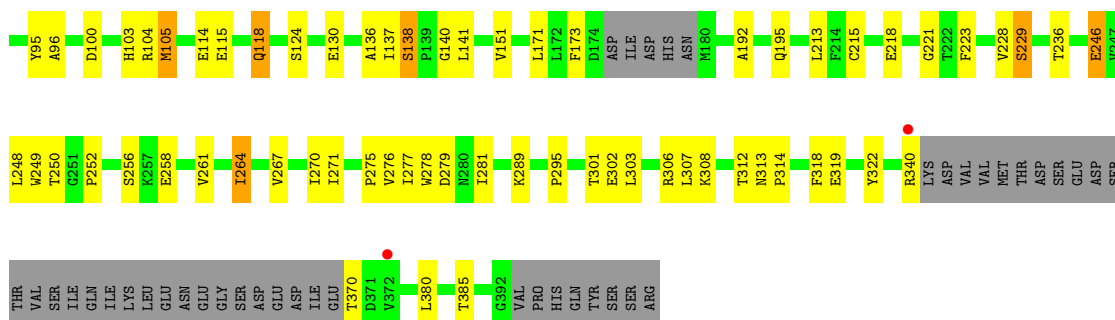 Y95 A96 D100 H103 R104 M105 E114 E115 Q118 S124 E130 A136 I137 S138 P139 G140 L141 V151 L171 L172 F173 D174 ASP ILE ASP HIS ASN M180 A192 Q195 L213 F214 C215 E218 G221 T222 F223 V228 S229 T236 E246 V247
L248 W249 G251 T250 P252 S256 K257 E258 V261 I264 V267 I270 I271 P275 V276 I277 W278 D279 N280 I281 K289 P295 T301 E302 L303 R306 L307 K308 T312 N313 P314 F318 E319 Y322 R340 LYS ASP VAL VAL MET THR ASP SER GLU ASP SER
THR VAL SER ILE GLN ILE LYS LEU GLU ASN GLU GLY SER ASP GLU ASP ILE GLU T370 D371 V372 L380 T385 G392 VAL PRO HIS GLN TYR SER SER ARG